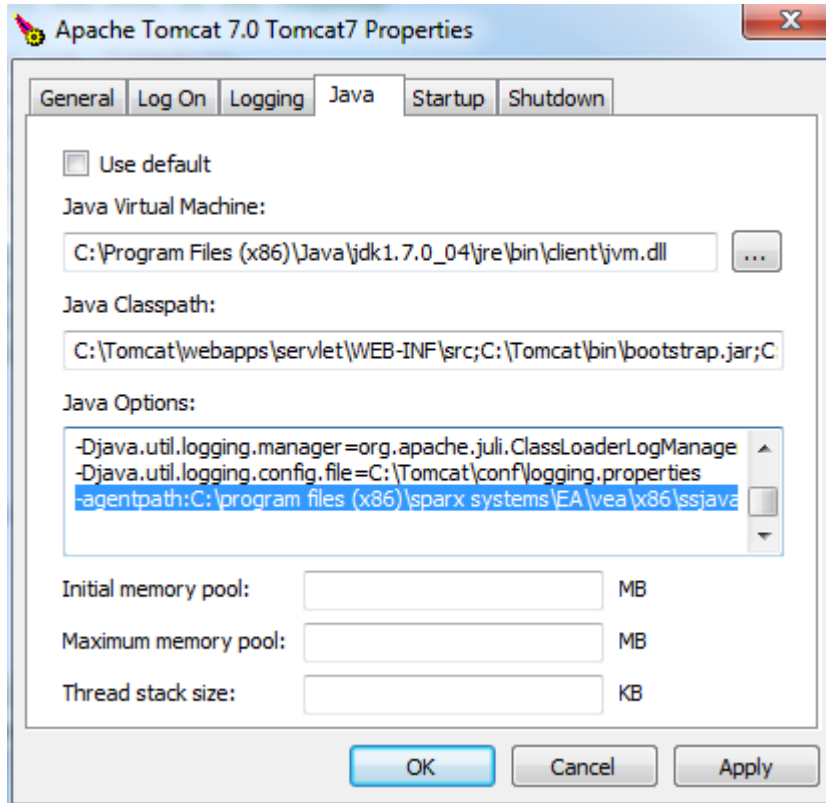 Apache Tomcat 7.0 Tomcat7 Properties
General Log On Logging Java Startup Shutdown
Use default
Java Virtual Machine:
C:\Program Files (x86)\Java\jdk1.7.0_04\jre\bin\client\jvm.dll ...
Java Classpath:
C:\Tomcat\webapps\servlet\WEB-INF\src;C:\Tomcat\bin\bootstrap.jar;C
Java Options:
-Djava.util.logging.manager=org.apache.juli.ClassLoaderLogManage
-Djava.util.logging.config.file=C:\Tomcat\conf\logging.properties
-agentpath:C:\program files (x86)\sparx systems\EA\vea\x86\ssjava
Initial memory pool: MB
Maximum memory pool: MB
Thread stack size: KB
OK Cancel Apply